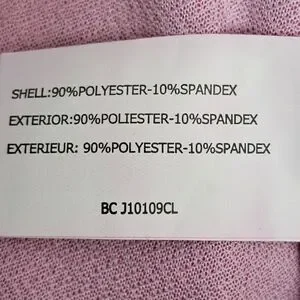 SHELL:90%POLYESTER-10%SPANDEX
EXTERIOR:90%POLIESTER-10%SPANDEX
EXTERIEUR: 90%POLYESTER-10%SPANDEX
BC J10109CL